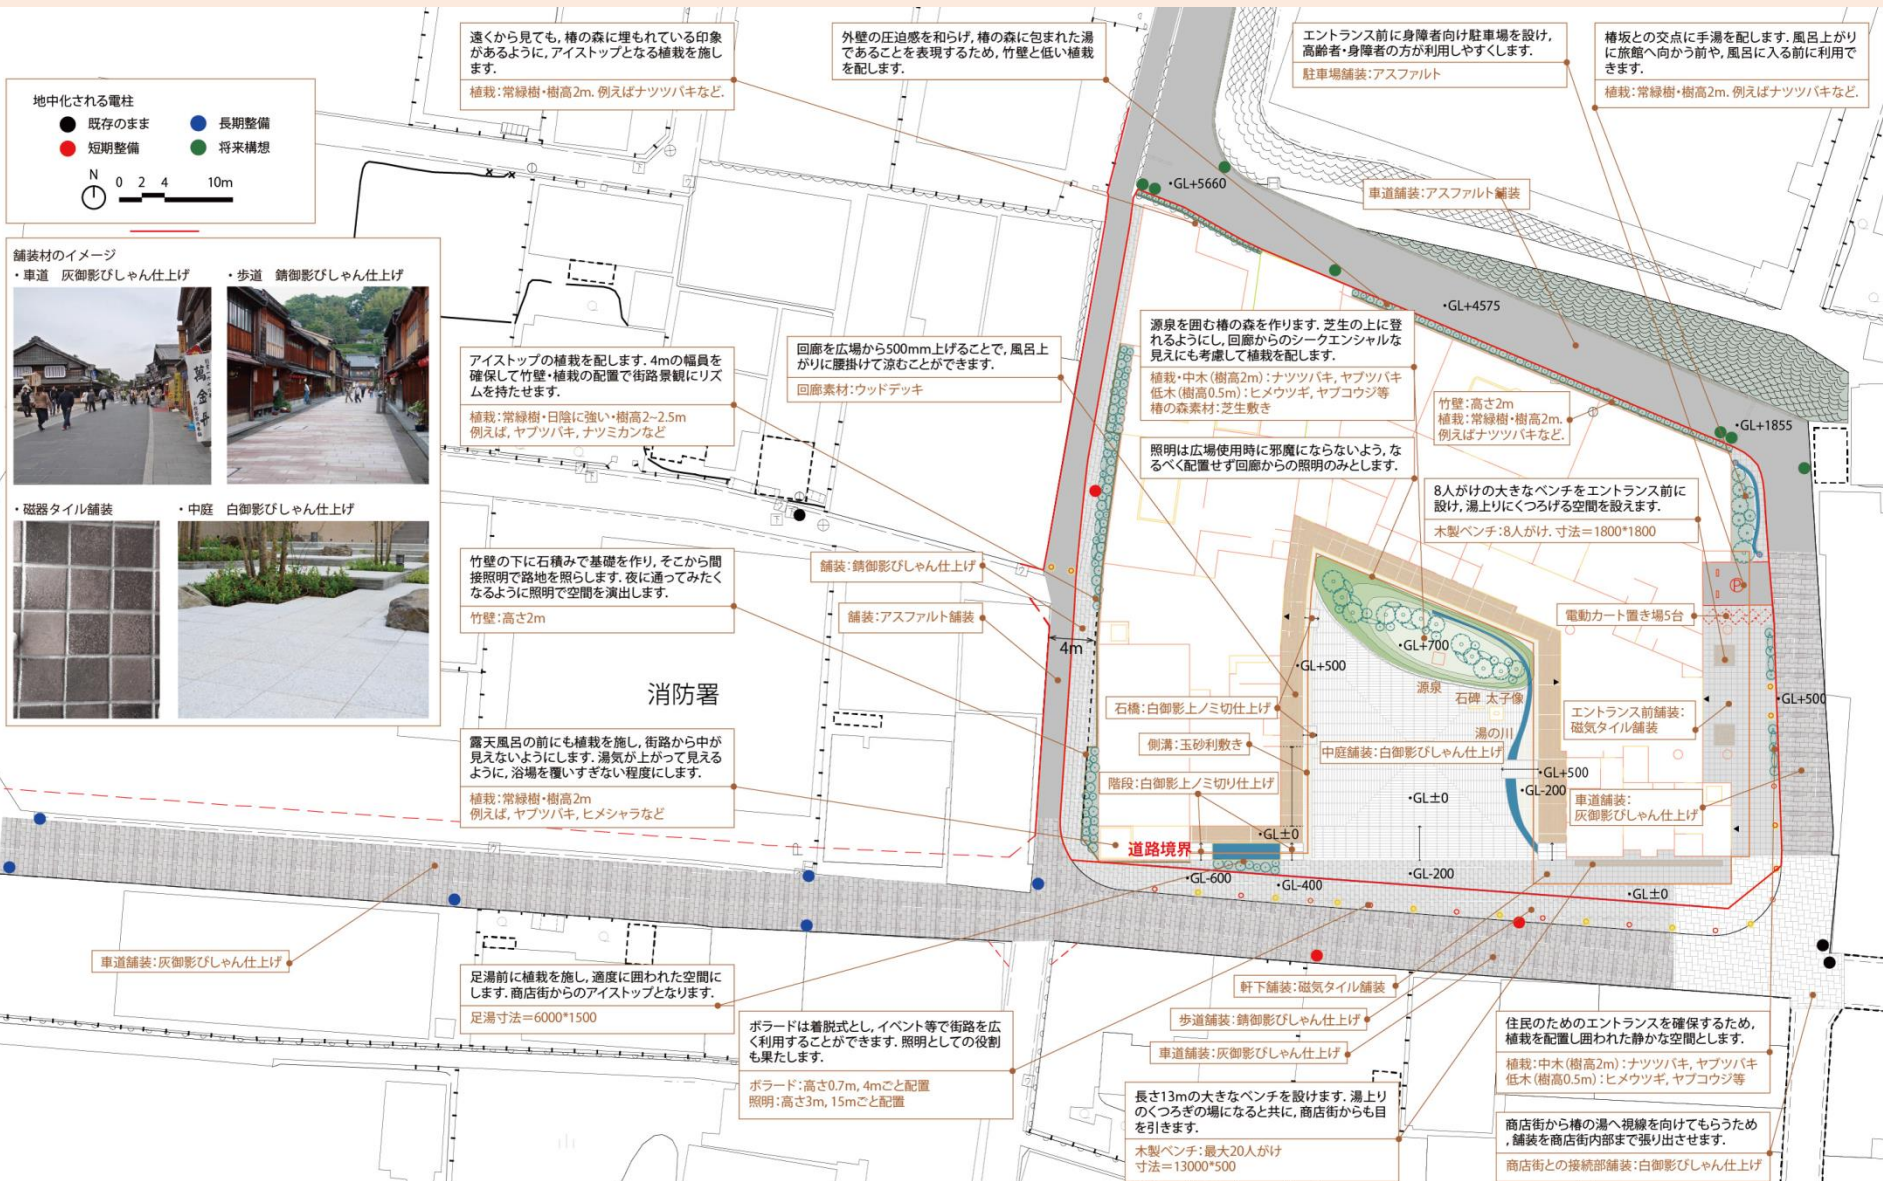 遠くから見ても，椿の森に埋もれている印象
があるように，アイストップとなる植栽を施し
ます．
植栽：常緑樹・樹高2m．例えばナツツバキなど．
外壁の圧迫感を和らげ，椿の森に包まれた湯
であることを表現するため，竹壁と低い植栽
を配します．
エントランス前に身障者向け駐車場を設け，
高齢者・身障者の方が利用しやすくします．
駐車場舗装：アスファルト
椿坂との交点に手湯を配します．風呂上がり
に旅館へ向かう前や，風呂に入る前に利用で
きます．
植栽：常緑樹・樹高2m．例えばナツツバキなど．
地中化される電柱
既存のまま
長期整備
短期整備
将来構想
N
0 2 4 10m
舗装材のイメージ
・車道　灰御影びしゃん仕上げ
・歩道　錆御影びしゃん仕上げ
萬金丹
・磁器タイル舗装
・中庭　白御影びしゃん仕上げ
・GL+5660
車道舗装：アスファルト舗装
・GL+4575
アイストップの植栽を配します．4mの幅員を
確保して竹壁・植栽の配置で街路景観にリズ
ムを持たせます．
植栽：常緑樹・日陰に強い・樹高2~2.5m
例えば，ヤブツバキ，ナツミカンなど
回廊を広場から500mm上げることで，風呂上
がりに腰掛けて涼むことができます．
回廊素材：ウッドデッキ
源泉を囲む椿の森を作ります．芝生の上に登
れるようにし，回廊からのシークエンシャルな
見えにも考慮して植栽を配します．
植栽・中木（樹高2m）：ナツツバキ，ヤブツバキ
低木（樹高0.5m）：ヒメウツギ，ヤブコウジ等
椿の森素材：芝生敷き
竹壁：高さ2m
植栽：常緑樹・樹高2m．
例えばナツツバキなど．
・GL+1855
照明は広場使用時に邪魔にならないよう，な
るべく配置せず回廊からの照明のみとします．
8人がけの大きなベンチをエントランス前に
設け，湯上りにくつろげる空間を設えます．
木製ベンチ：8人がけ．寸法＝1800*1800
竹壁の下に石積みで基礎を作り，そこから間
接照明で路地を照らします．夜に通ってみたく
なるように照明で空間を演出します．
竹壁：高さ2m
舗装：錆御影びしゃん仕上げ
舗装：アスファルト舗装
P
電動カート置き場5台
4m
・GL+700
・GL+500
消防署
源泉
石碑 太子像
湯の川
石橋：白御影上ノミ切仕上げ
側溝：玉砂利敷き
中庭舗装：白御影びしゃん仕上げ
階段：白御影上ノミ切り仕上げ
エントランス前舗装：
磁気タイル舗装
・GL+500
・GL+500
・GL-200
・GL±0
車道舗装：
灰御影びしゃん仕上げ
露天風呂の前にも植栽を施し，街路から中が
見えないようにします．湯気が上がって見える
ように，浴場を覆いすぎない程度にします．
植栽：常緑樹・樹高2m
例えば，ヤブツバキ，ヒメシャラなど
・GL±0
道路境界
・GL-600
・GL-400
・GL-200
・GL±0
車道舗装：灰御影びしゃん仕上げ
足湯前に植栽を施し，適度に囲われた空間に
します．商店街からのアイストップとなります．
足湯寸法＝6000*1500
ボラードは着脱式とし，イベント等で街路を広
く利用することができます．照明としての役割
も果たします．
ボラード：高さ0.7m，4mごと配置
照明：高さ3m，15mごと配置
軒下舗装：磁気タイル舗装
歩道舗装：錆御影びしゃん仕上げ
車道舗装：灰御影びしゃん仕上げ
長さ13mの大きなベンチを設けます．湯上り
のくつろぎの場になると共に，商店街からも目
を引きます．
木製ベンチ：最大20人がけ
寸法＝13000*500
住民のためのエントランスを確保するため，
植栽を配置し囲われた静かな空間とします．
植栽：中木（樹高2m）：ナツツバキ，ヤブツバキ
低木（樹高0.5m）：ヒメウツギ，ヤブコウジ等
商店街から椿の湯へ視線を向けてもらうため
，舗装を商店街内部まで張り出させます．
商店街との接続部舗装：白御影びしゃん仕上げ